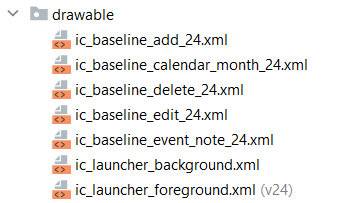 drawable
ic_baseline_add_24.xml
ic_baseline_calendar_month_24.xml
ic_baseline_delete_24.xml
ic_baseline_edit_24.xml
ic_baseline_event_note_24.xml
ic_launcher_background.xml
ic_launcher_foreground.xml (v24)